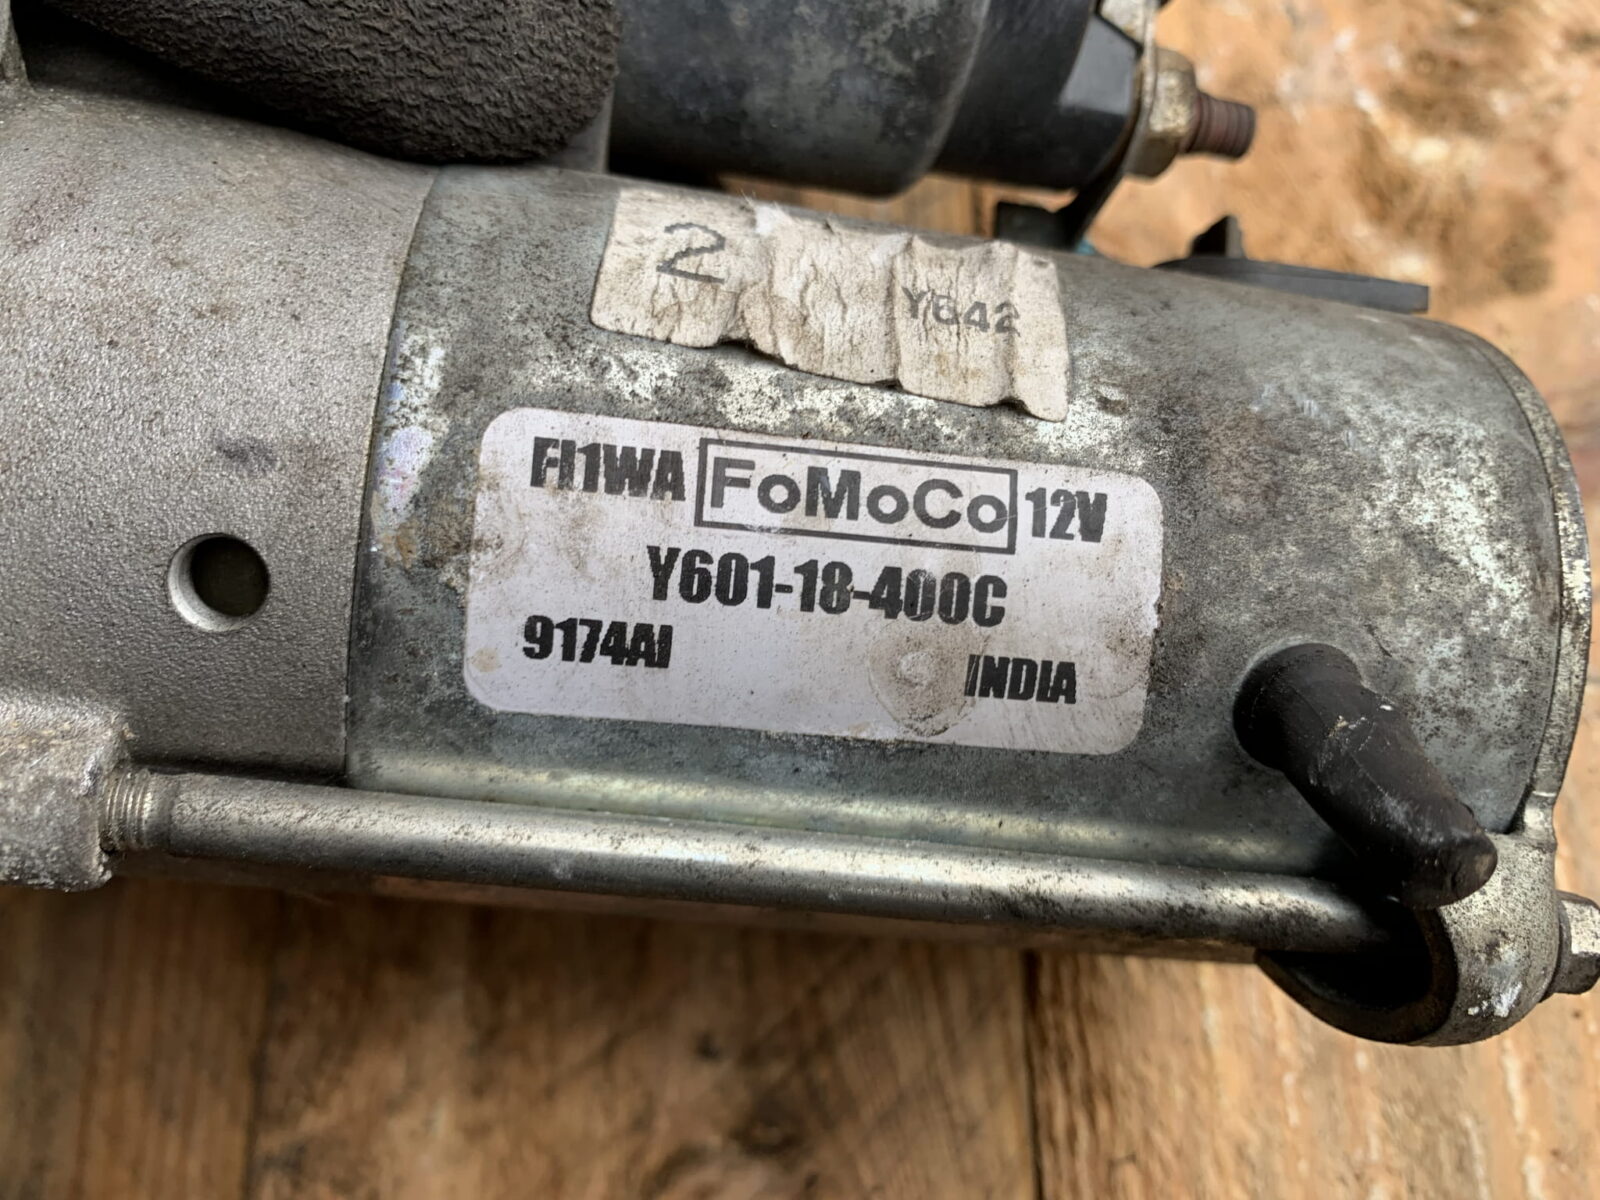 2 Y642
FI1WA FoMoCo 12V
Y601-18-400C
9174AI INDIA